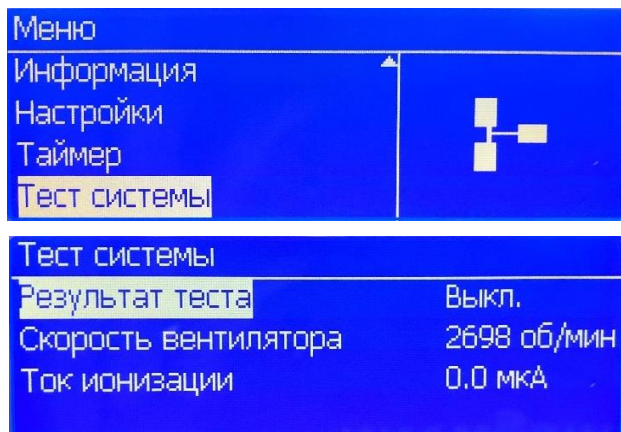 Меню
Информация
Настройки
Таймер
Тест системы
Тест системы
Результат теста Выкл.
Скорость вентилятора 2698 об/мин
Ток ионизации 0.0 мкА